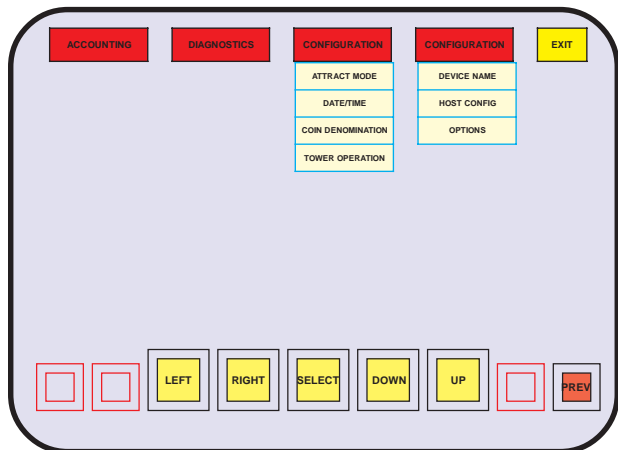 ACCOUNTING DIAGNOSTICS CONFIGURATION CONFIGURATION EXIT
ATTRACT MODE DEVICE NAME
DATE/TIME HOST CONFIG
COIN DENOMINATION OPTIONS
TOWER OPERATION
LEFT RIGHT SELECT DOWN UP PREV